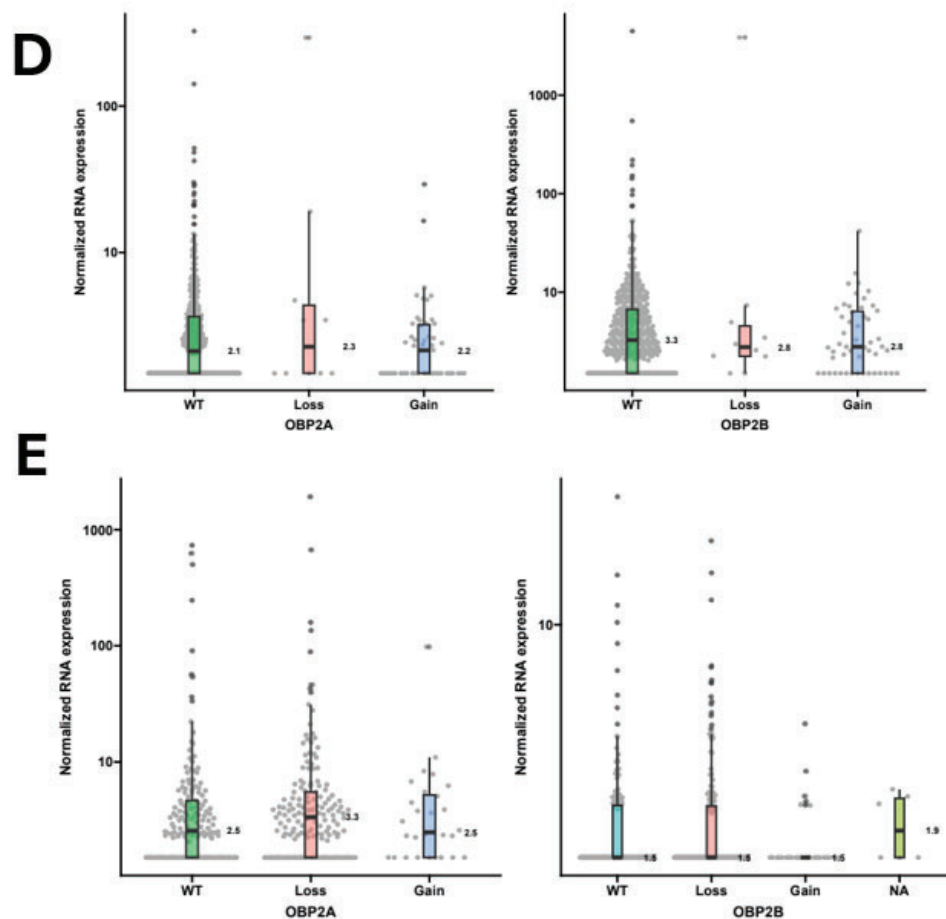 D
Normalized RNA expression
100
10
2.1
2.3
2.2
WT
Loss
Gain
OBP2A
Normalized RNA expression
1000
100
10
3.3
2.8
2.8
WT
Loss
Gain
OBP2B
E
Normalized RNA expression
1000
100
10
2.5
3.3
2.5
WT
Loss
Gain
OBP2A
Normalized RNA expression
10
1.5
1.5
1.5
1.9
WT
Loss
Gain
NA
OBP2B